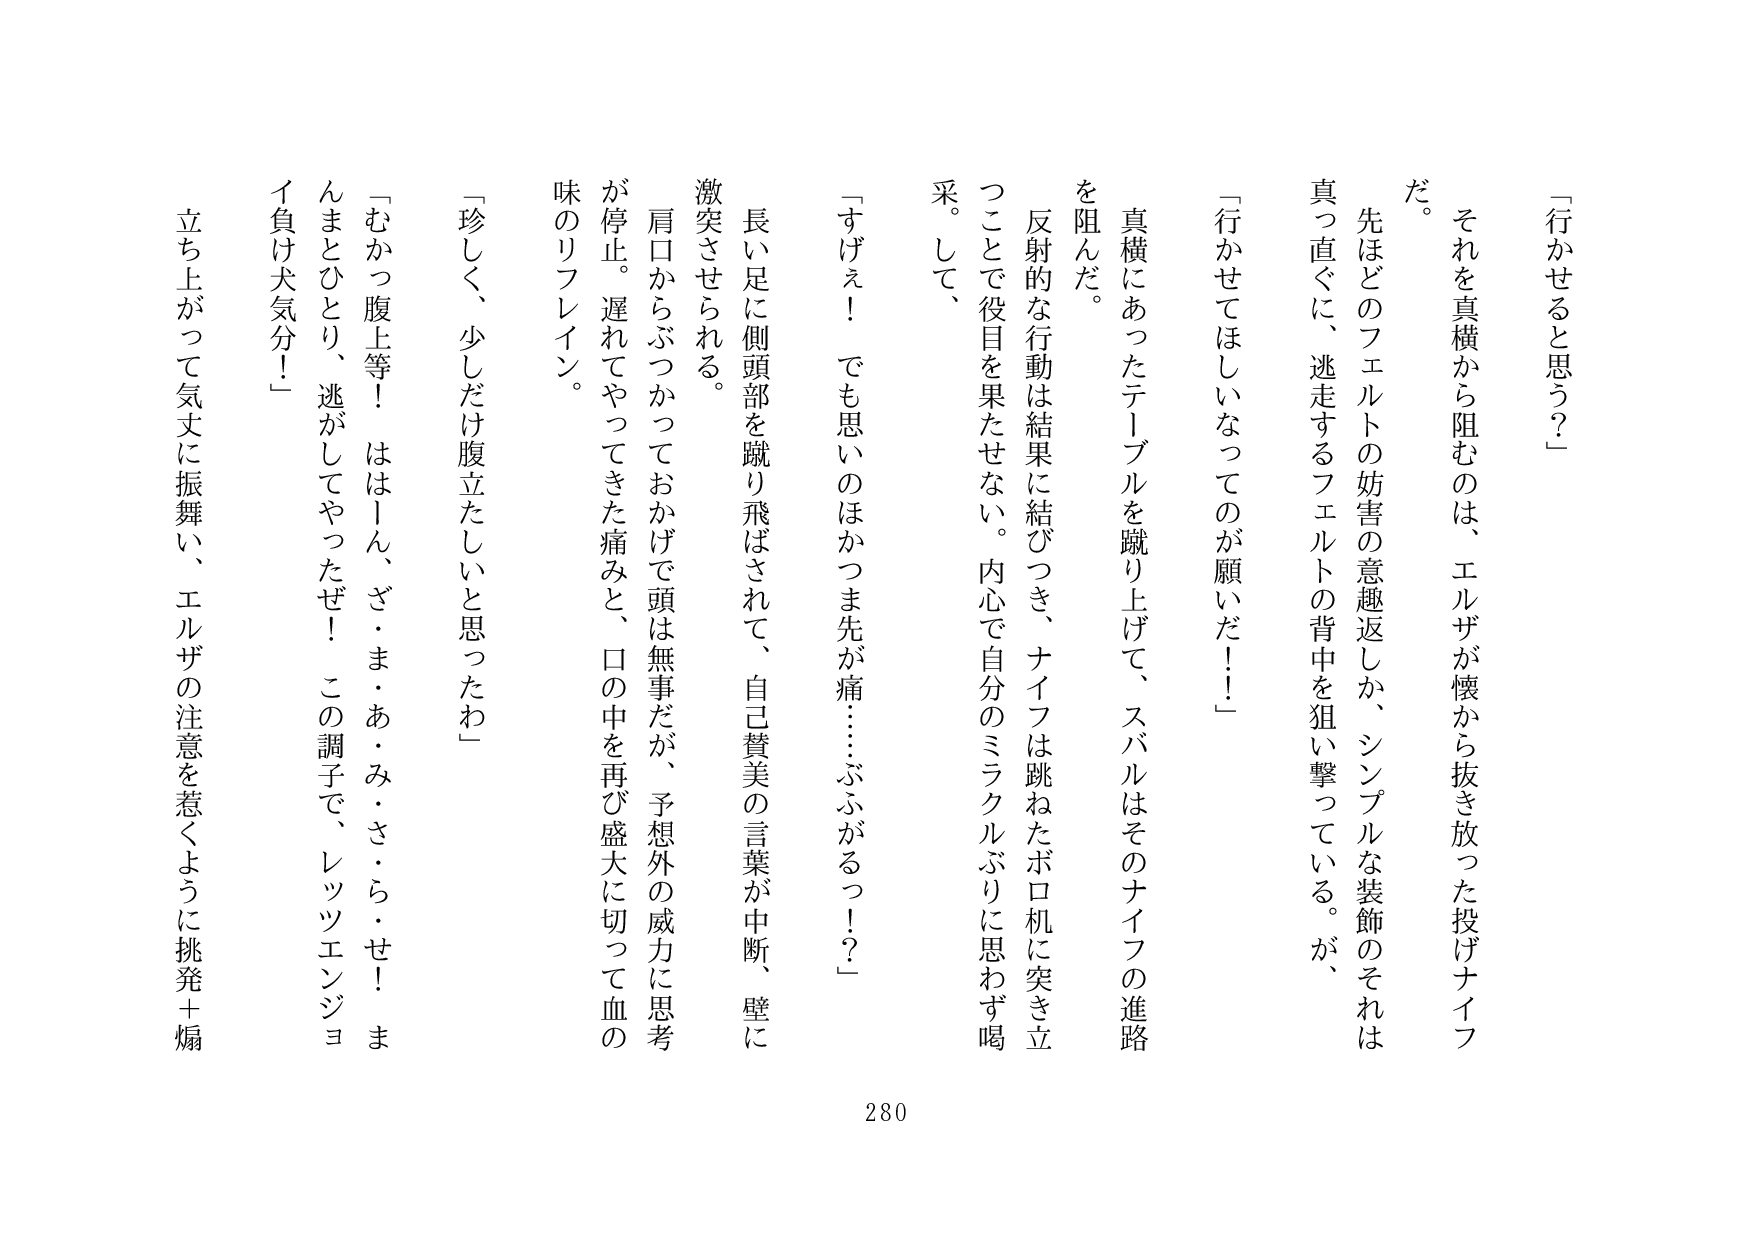 「行かせると思う？」
　それを真横から阻むのは、エルザが懐から抜き放った投げナイフ
だ。
　先ほどのフェルトの妨害の意趣返しか、シンプルな装飾のそれは
真っ直ぐに、逃走するフェルトの背中を狙い撃っている。が、
「行かせてほしいなってのが願いだ！！」
　真横にあったテーブルを蹴り上げて、スバルはそのナイフの進路
を阻んだ。
　反射的な行動は結果に結びつき、ナイフは跳ねたボロ机に突き立
つことで役目を果たせない。内心で自分のミラクルぶりに思わず喝
采。して、
「すげぇ！　でも思いのほかつま先が痛……ぶふがるっ！？」
　長い足に側頭部を蹴り飛ばされて、自己賛美の言葉が中断、壁に
激突させられる。
　肩口からぶつかっておかげで頭は無事だが、予想外の威力に思考
が停止。遅れてやってきた痛みと、口の中を再び盛大に切って血の
味のリフレイン。
「珍しく、少しだけ腹立たしいと思ったわ」
「むかっ腹上等！　ははーん、ざ・ま・あ・み・さ・ら・せ！　ま
んまとひとり、逃がしてやったぜ！　この調子で、レッツエンジョ
イ負け犬気分！」
　立ち上がって気丈に振舞い、エルザの注意を惹くように挑発＋煽
280